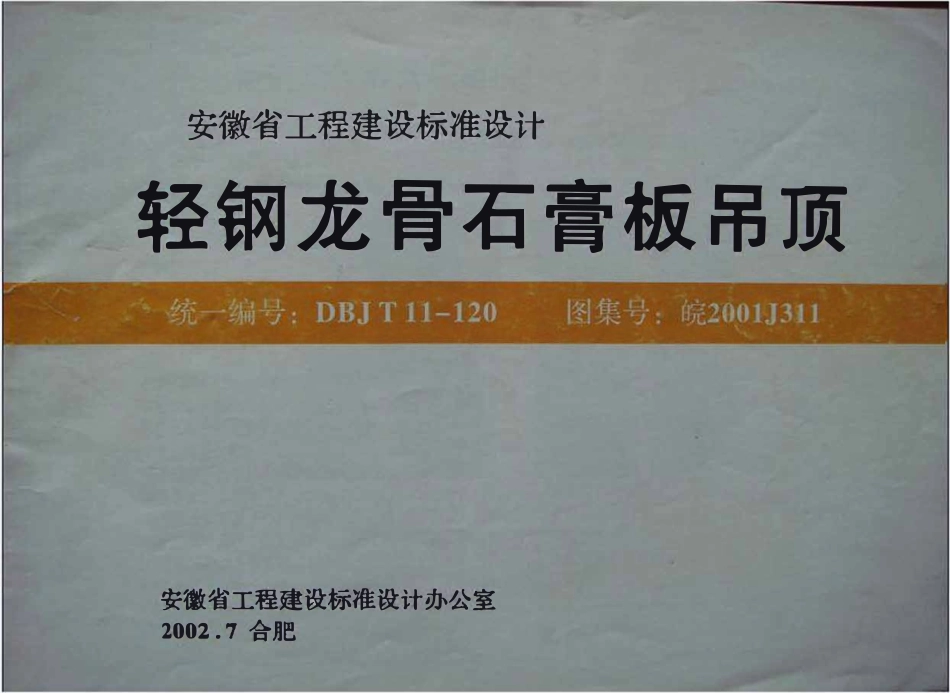 安徽省工程建设标准设计
轻钢龙骨石膏板吊顶
统一编号：DBJ T 11-120 图集号：皖2001J311
安徽省工程建设标准设计办公室
2002.7 合肥